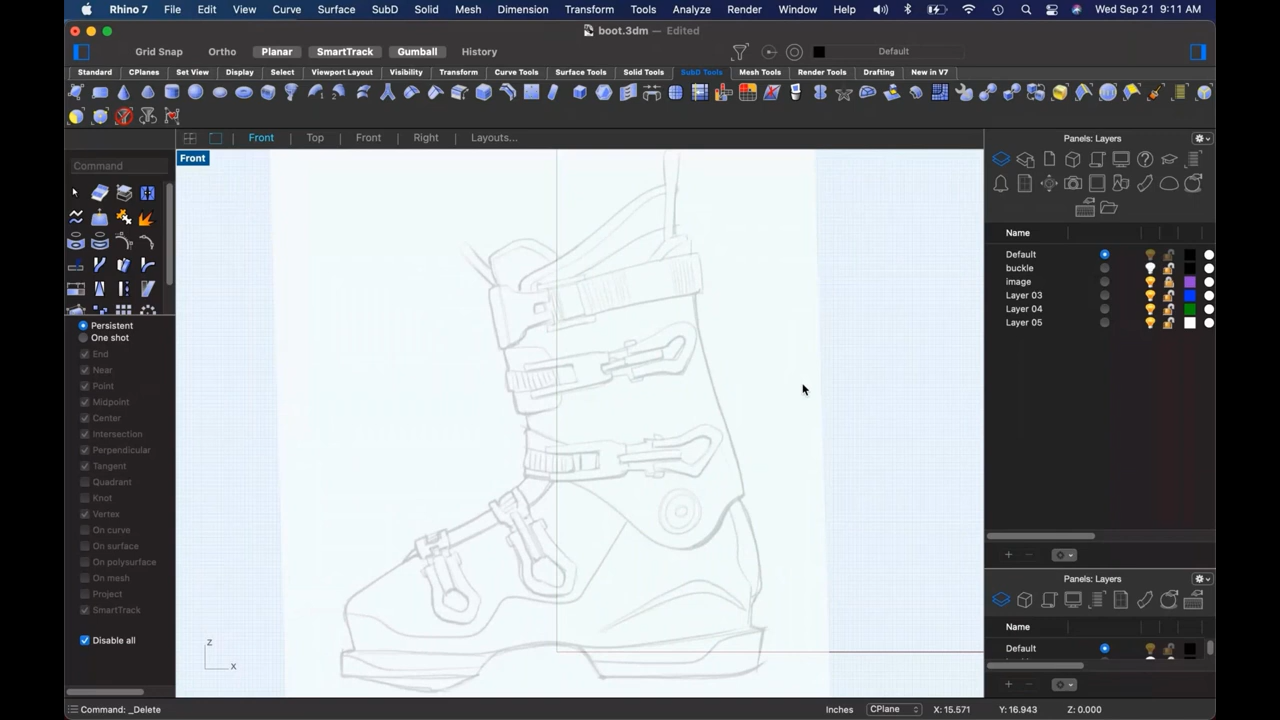 Rhino 7 File Edit View Curve Surface SubD Solid Mesh Dimension Transform Tools Analyze Render Window Help Wed Sep 21 9:11 AM
boot.3dm — Edited
Grid Snap Ortho Planar SmartTrack Gumball History Default
Standard CPlanes Set View Display Select Viewport Layout Visibility Transform Curve Tools Surface Tools Solid Tools SubD Tools Mesh Tools Render Tools Drafting New in V7
Front Top Front Right Layouts...
Panels: Layers
Front
Command
Name
Default
buckle
image
Layer 03
Layer 04
Layer 05
Persistent
One shot
End
Near
Point
Midpoint
Center
Intersection
Perpendicular
Tangent
Quadrant
Knot
Vertex
On curve
On surface
On polysurface
On mesh
Project
SmartTrack
Disable all
Panels: Layers
Name
Default
z
x
Command: _Delete
Inches CPlane X: 15.571 Y: 16.943 Z: 0.000